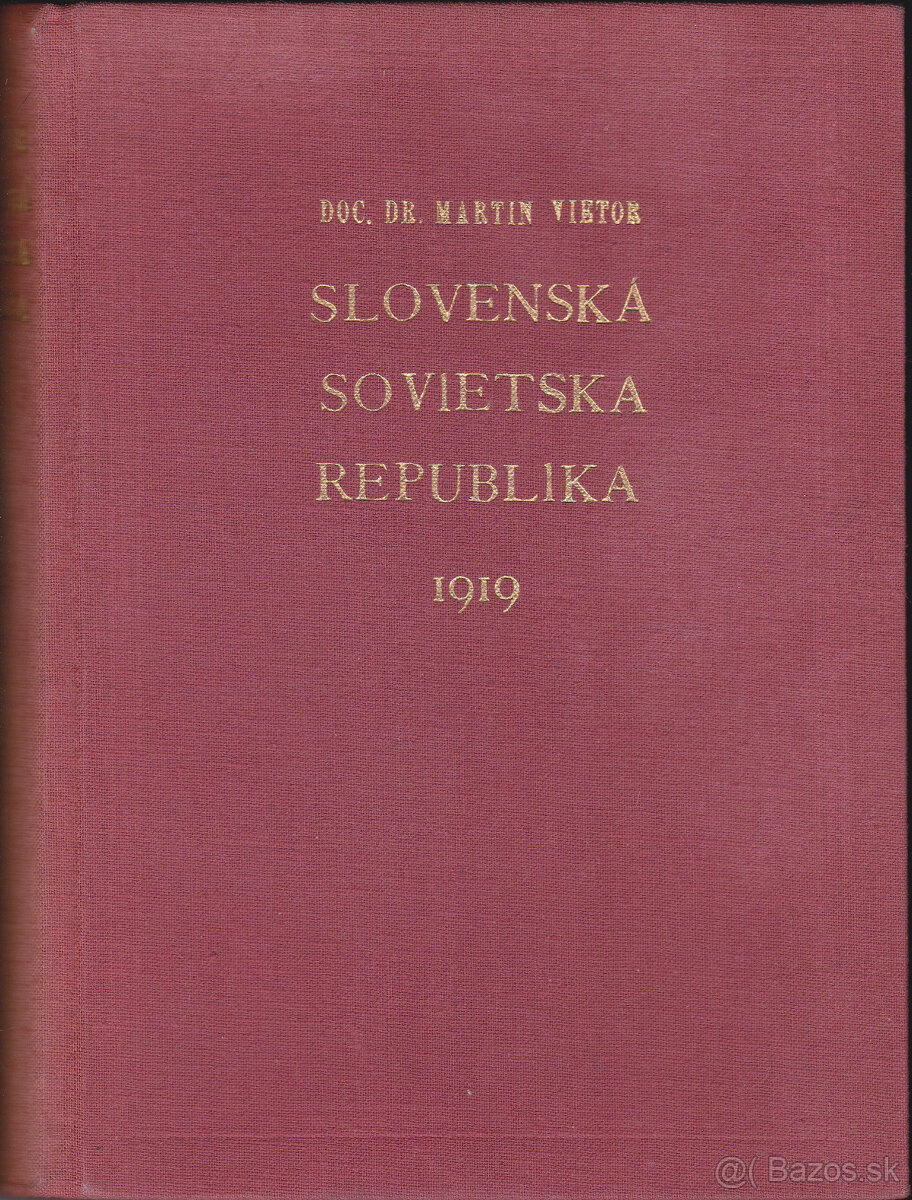 DOC. DR. MARTIN VIETOR
SLOVENSKÁ
SOVIETSKA
REPUBLIKA
1919
@( Bazos.sk